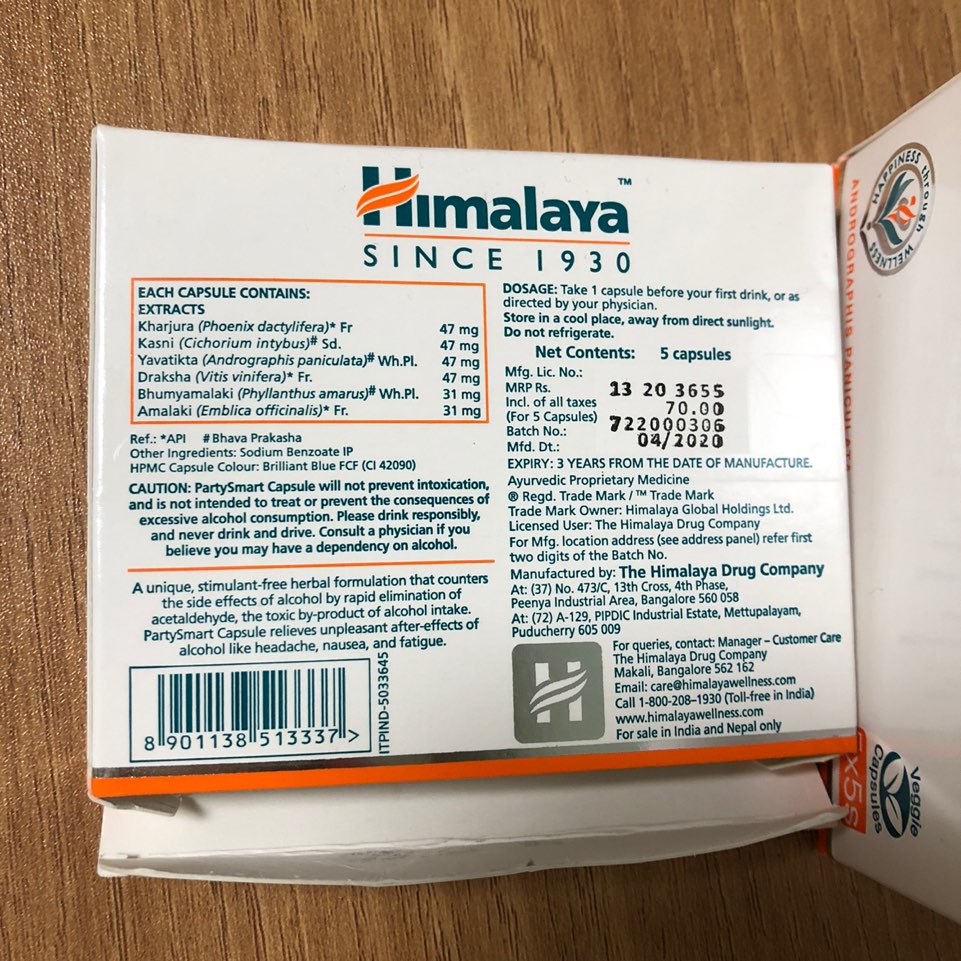 Himalaya™
SINCE 1930
EACH CAPSULE CONTAINS:
EXTRACTS
Kharjura (Phoenix dactylifera)* Fr 47 mg
Kasni (Cichorium intybus)# Sd. 47 mg
Yavatikta (Andrographis paniculata)# Wh.Pl. 47 mg
Draksha (Vitis vinifera)* Fr. 47 mg
Bhumyamalaki (Phyllanthus amarus)# Wh.Pl. 31 mg
Amalaki (Emblica officinalis)* Fr. 31 mg
Ref.: *API #Bhava Prakasha
Other Ingredients: Sodium Benzoate IP
HPMC Capsule Colour: Brilliant Blue FCF (CI 42090)
CAUTION: PartySmart Capsule will not prevent intoxication,
and is not intended to treat or prevent the consequences of
excessive alcohol consumption. Please drink responsibly,
and never drink and drive. Consult a physician if you
believe you may have a dependency on alcohol.
A unique, stimulant-free herbal formulation that counters
the side effects of alcohol by rapid elimination of
acetaldehyde, the toxic by-product of alcohol intake.
PartySmart Capsule relieves unpleasant after-effects of
alcohol like headache, nausea, and fatigue.
8 901138 513337 >
ITPIND-5033645
DOSAGE: Take 1 capsule before your first drink, or as
directed by your physician.
Store in a cool place, away from direct sunlight.
Do not refrigerate.
Net Contents: 5 capsules
Mfg. Lic. No.: 13 20 3655
MRP Rs.
Incl. of all taxes 70.00
(For 5 Capsules)
Batch No.: 722000306
Mfd. Dt.: 04/2020
EXPIRY: 3 YEARS FROM THE DATE OF MANUFACTURE.
Ayurvedic Proprietary Medicine
® Regd. Trade Mark / ™ Trade Mark
Trade Mark Owner: Himalaya Global Holdings Ltd.
Licensed User: The Himalaya Drug Company
For Mfg. location address (see address panel) refer first
two digits of the Batch No.
Manufactured by: The Himalaya Drug Company
At: (37) No. 473/C, 13th Cross, 4th Phase,
Peenya Industrial Area, Bangalore 560 058
At: (72) A-129, PIPDIC Industrial Estate, Mettupalayam,
Puducherry 605 009
H
For queries, contact: Manager – Customer Care
The Himalaya Drug Company
Makali, Bangalore 562 162
Email: care@himalayawellness.com
Call 1-800-208–1930 (Toll-free in India)
www.himalayawellness.com
For sale in India and Nepal only
HAPPINESS through WELLNESS
ANDROGRAPHIS PANICULATA
Veggie
Capsules
x5s